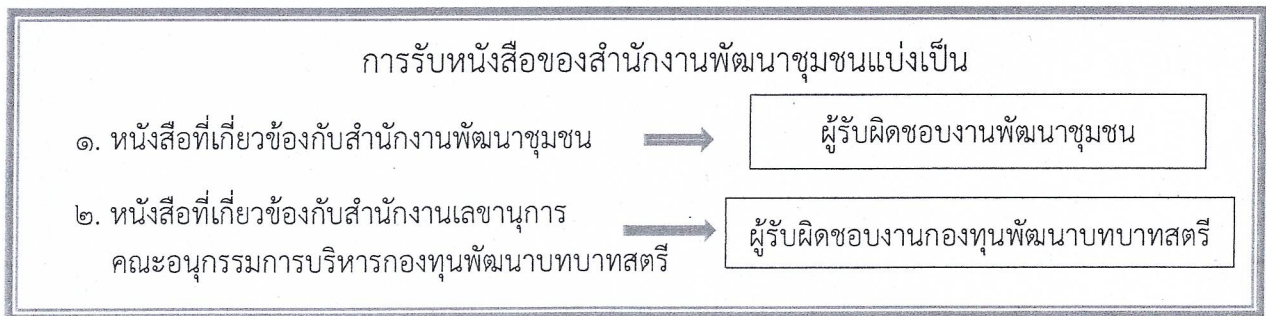 การรับหนังสือของสำนักงานพัฒนาชุมชนแบ่งเป็น
๑. หนังสือที่เกี่ยวข้องกับสำนักงานพัฒนาชุมชน
ผู้รับผิดชอบงานพัฒนาชุมชน
๒. หนังสือที่เกี่ยวข้องกับสำนักงานเลขานุการ
คณะอนุกรรมการบริหารกองทุนพัฒนาบทบาทสตรี
ผู้รับผิดชอบงานกองทุนพัฒนาบทบาทสตรี